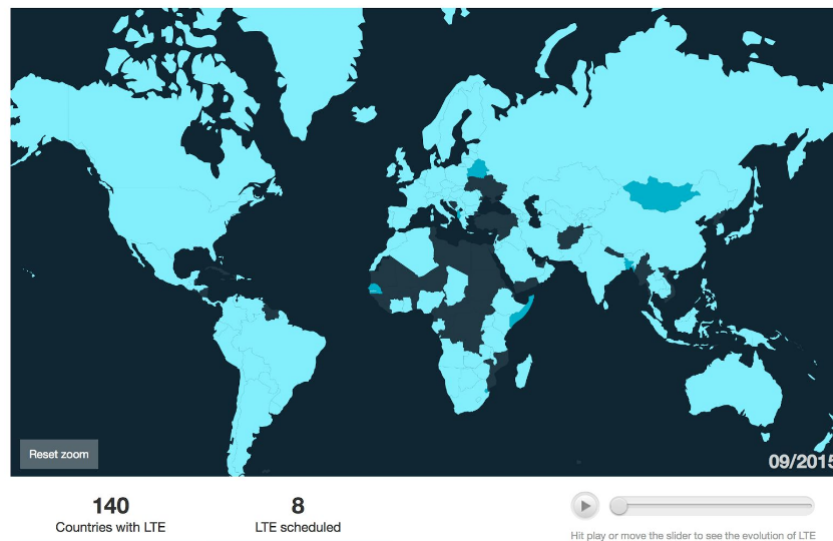 Reset zoom
09/2015
140
8
Countries with LTE
LTE scheduled
Hit play or move the slider to see the evolution of LTE